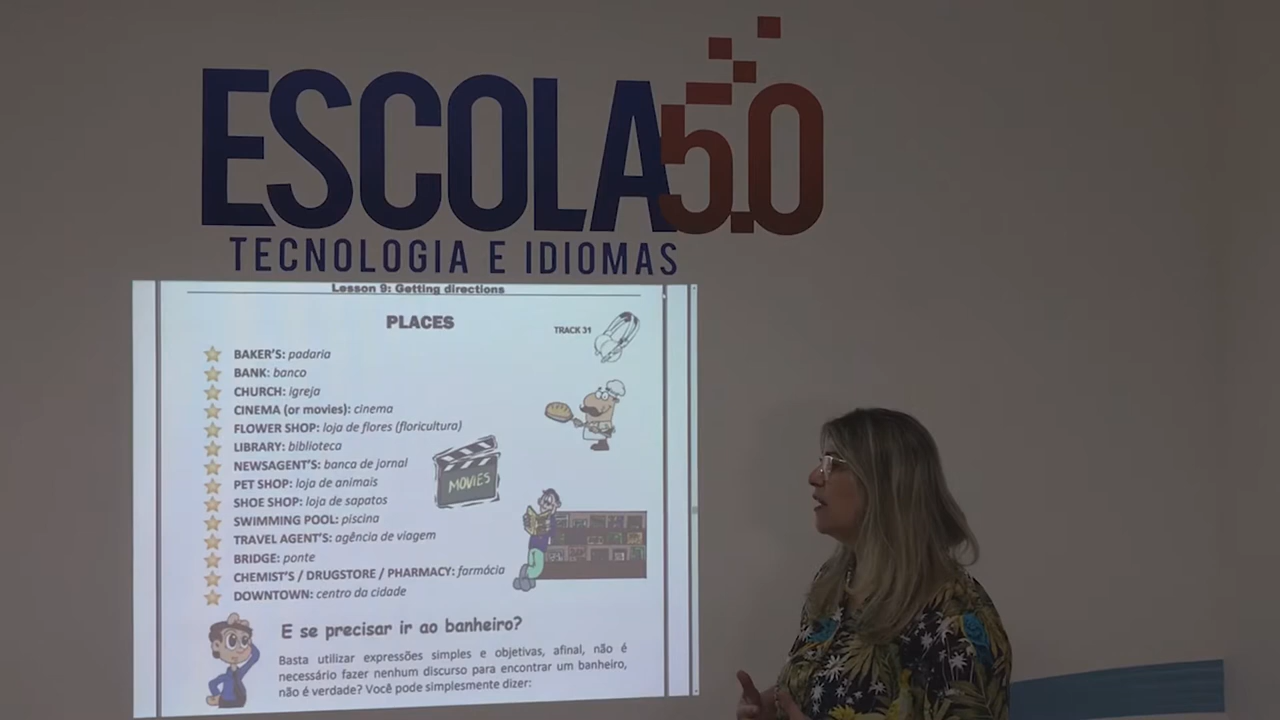 ESCOLA 5.0
TECNOLOGIA E IDIOMAS
Lesson 9: Getting directions
PLACES
TRACK 31
BAKER'S: padaria
BANK: banco
CHURCH: igreja
CINEMA (or movies): cinema
FLOWER SHOP: loja de flores (floricultura)
LIBRARY: biblioteca
NEWSAGENT'S: banca de jornal
PET SHOP: loja de animais
SHOE SHOP: loja de sapatos
SWIMMING POOL: piscina
TRAVEL AGENT'S: agência de viagem
BRIDGE: ponte
CHEMIST'S / DRUGSTORE / PHARMACY: farmácia
DOWNTOWN: centro da cidade
MOVIES
E se precisar ir ao banheiro?
Basta utilizar expressões simples e objetivas, afinal, não é
necessário fazer nenhum discurso para encontrar um banheiro,
não é verdade? Você pode simplesmente dizer: